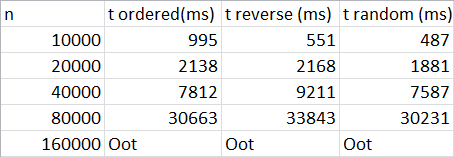 n t ordered(ms) t reverse (ms) t random (ms)
10000 995 551 487
20000 2138 2168 1881
40000 7812 9211 7587
80000 30663 33843 30231
160000 Oot Oot Oot